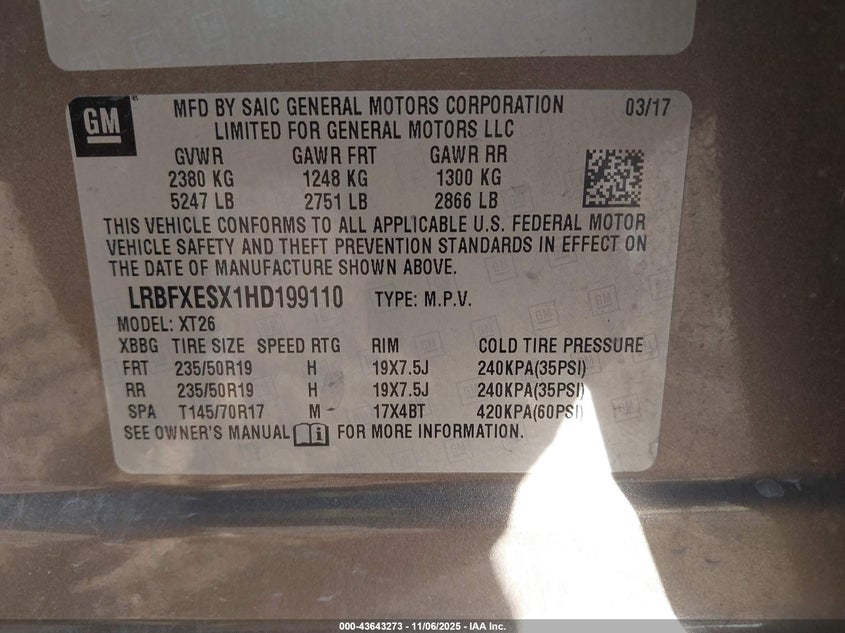 GM
MFD BY SAIC GENERAL MOTORS CORPORATION 03/17
LIMITED FOR GENERAL MOTORS LLC
GVWR GAWR FRT GAWR RR
2380 KG 1248 KG 1300 KG
5247 LB 2751 LB 2866 LB
THIS VEHICLE CONFORMS TO ALL APPLICABLE U.S. FEDERAL MOTOR
VEHICLE SAFETY AND THEFT PREVENTION STANDARDS IN EFFECT ON
THE DATE OF MANUFACTURE SHOWN ABOVE.
LRBFXESX1HD199110 TYPE: M.P.V.
MODEL: XT26
XBBG TIRE SIZE SPEED RTG RIM COLD TIRE PRESSURE
FRT 235/50R19 H 19X7.5J 240KPA(35PSI)
RR 235/50R19 H 19X7.5J 240KPA(35PSI)
SPA T145/70R17 M 17X4BT 420KPA(60PSI)
SEE OWNER'S MANUAL FOR MORE INFORMATION.
000-43643273 - 11/06/2025 - IAA Inc.